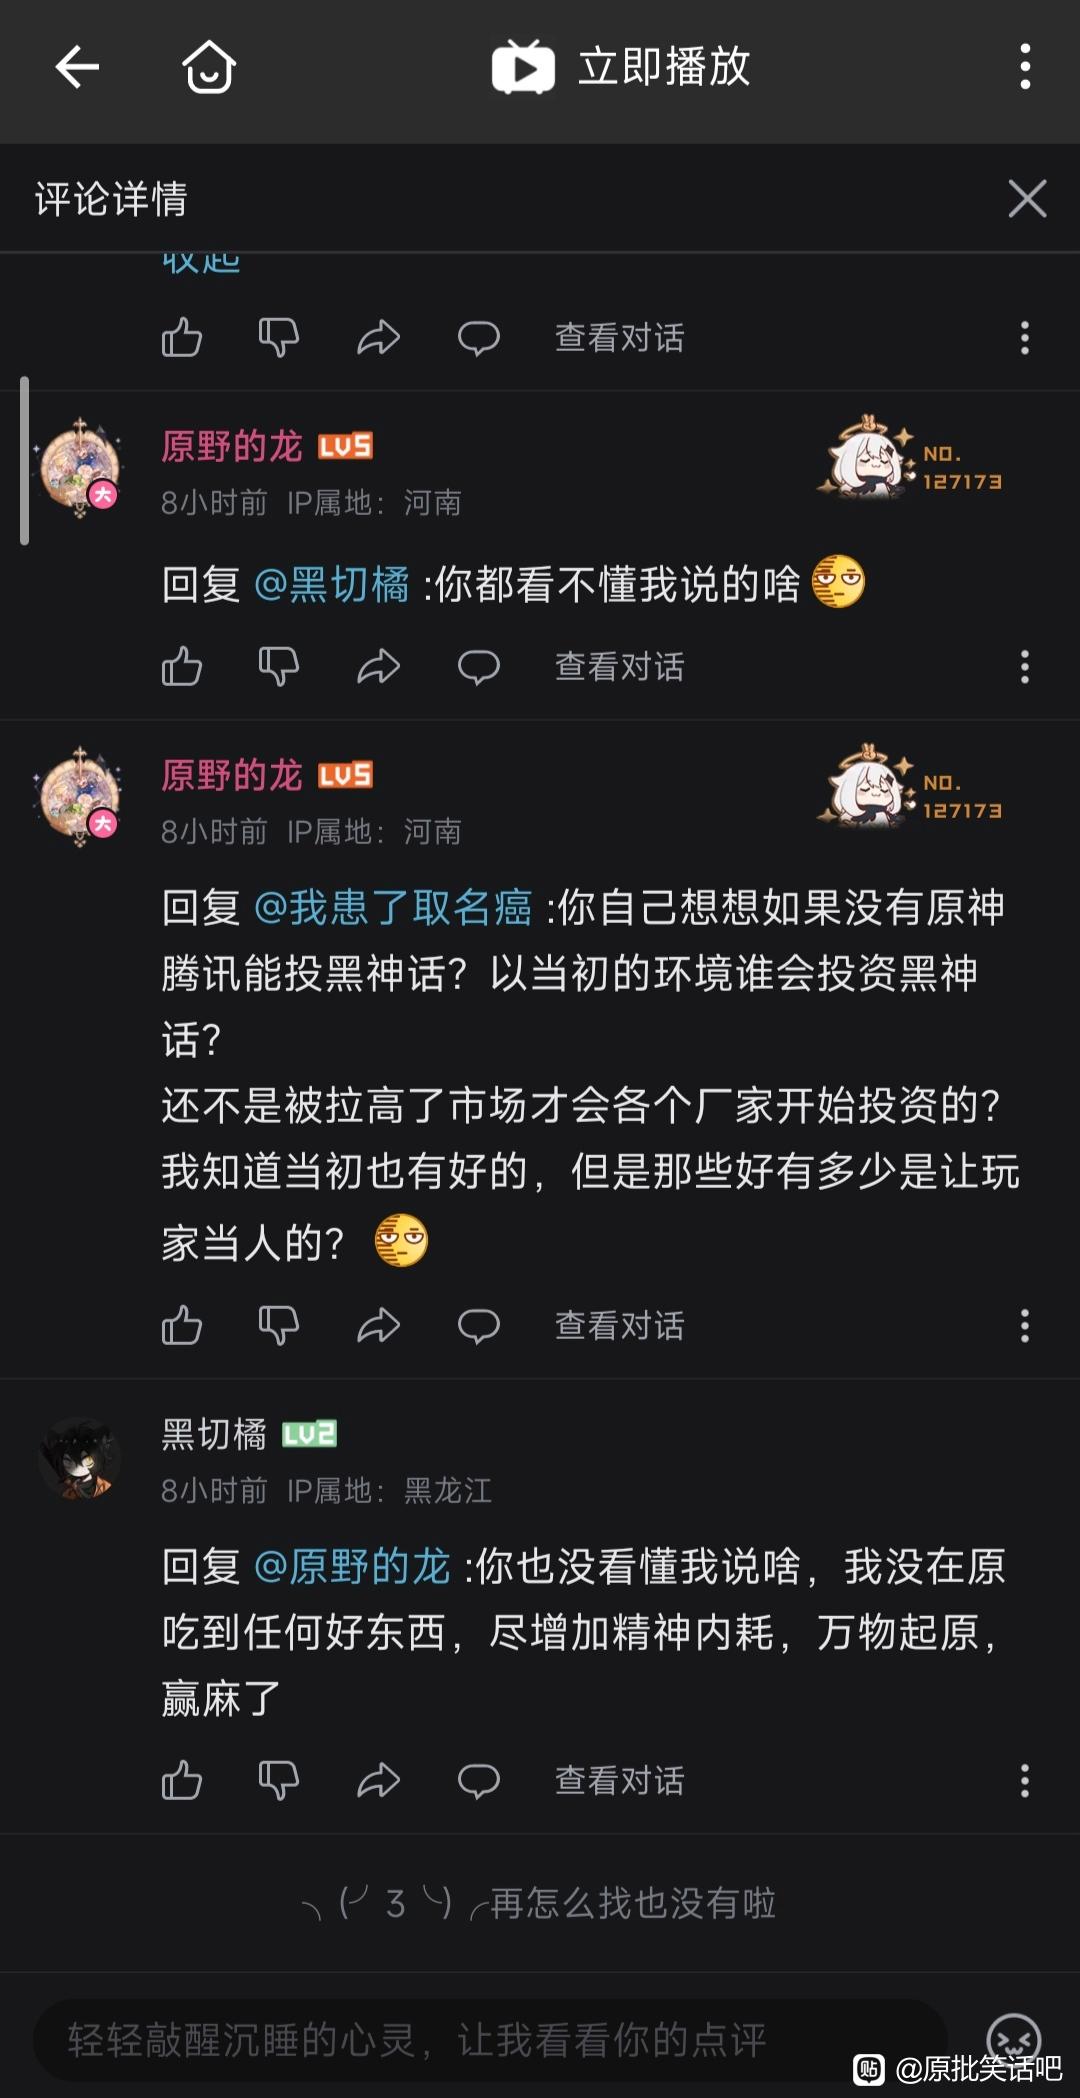 立即播放
评论详情
收起
查看对话
原野的龙 LV5
NO.
127173
8小时前 IP属地：河南
回复 @黑切橘 :你都看不懂我说的啥
查看对话
原野的龙 LV5
NO.
127173
8小时前 IP属地：河南
回复 @我患了取名癌 :你自己想想如果没有原神
腾讯能投黑神话？以当初的环境谁会投资黑神
话？
还不是被拉高了市场才会各个厂家开始投资的？
我知道当初也有好的，但是那些好有多少是让玩
家当人的？
查看对话
黑切橘 LV2
8小时前 IP属地：黑龙江
回复 @原野的龙 :你也没看懂我说啥，我没在原
吃到任何好东西，尽增加精神内耗，万物起原，
赢麻了
查看对话
╮(╯3╰)╭再怎么找也没有啦
轻轻敲醒沉睡的心灵，让我看看你的点评
贴 @原批笑话吧